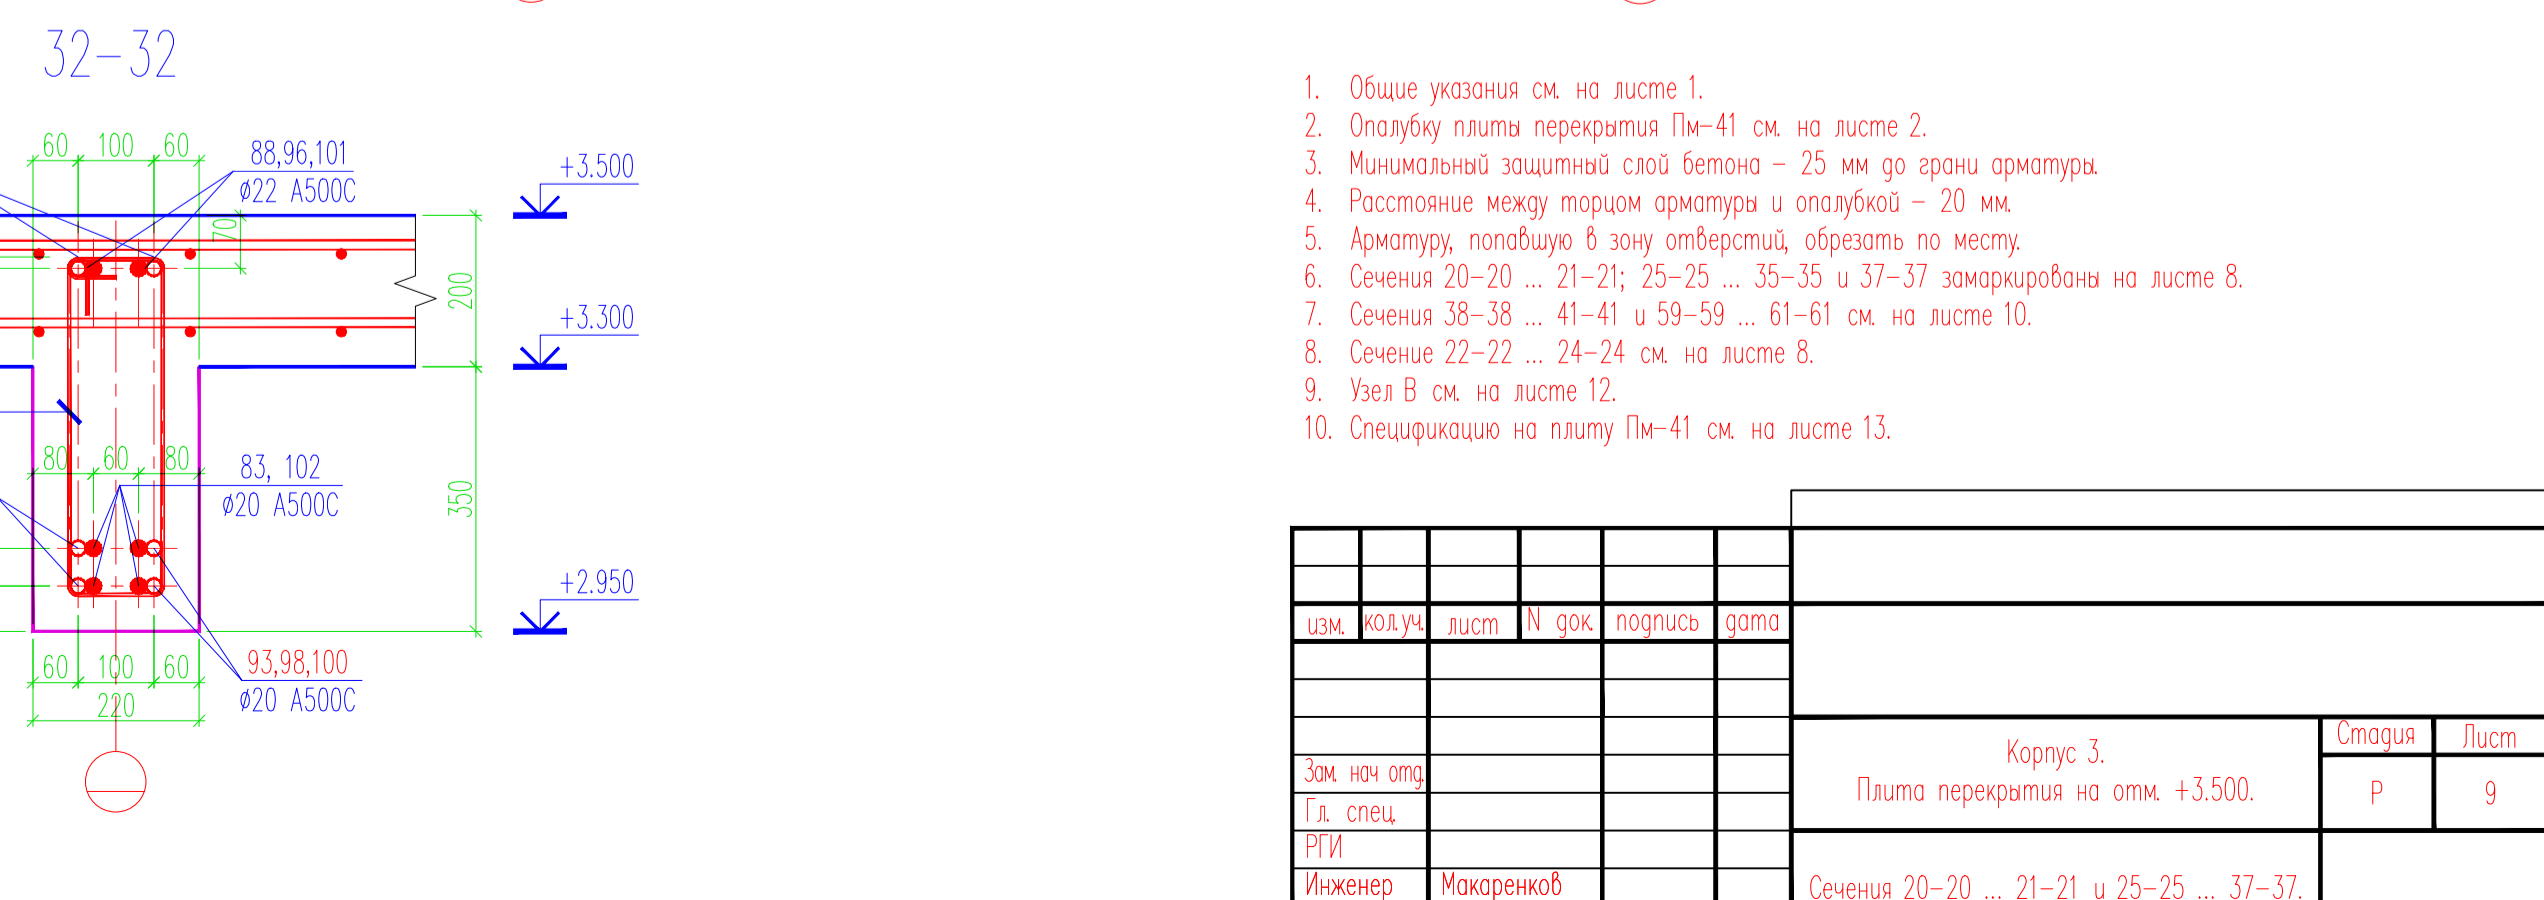 32-32
60 100 60
88,96,101
ø22 А500С
+3.500
70
200
+3.300
80 60 80
83, 102
ø20 А500С
350
+2.950
93,98,100
ø20 А500С
60 100 60
220
1. Общие указания см. на листе 1.
2. Опалубку плиты перекрытия Пм-41 см. на листе 2.
3. Минимальный защитный слой бетона - 25 мм до грани арматуры.
4. Расстояние между торцом арматуры и опалубкой - 20 мм.
5. Арматуру, попавшую в зону отверстий, обрезать по месту.
6. Сечения 20-20 ... 21-21; 25-25 ... 35-35 и 37-37 замаркированы на листе 8.
7. Сечения 38-38 ... 41-41 и 59-59 ... 61-61 см. на листе 10.
8. Сечение 22-22 ... 24-24 см. на листе 8.
9. Узел В см. на листе 12.
10. Спецификацию на плиту Пм-41 см. на листе 13.
изм. кол.уч. лист N док. подпись дата
Зам. нач отд.
Гл. спец.
РГИ
Инженер Макаренков
Корпус 3.
Плита перекрытия на отм. +3.500.
Стадия Лист
Р 9
Сечения 20-20 ... 21-21 и 25-25 ... 37-37.